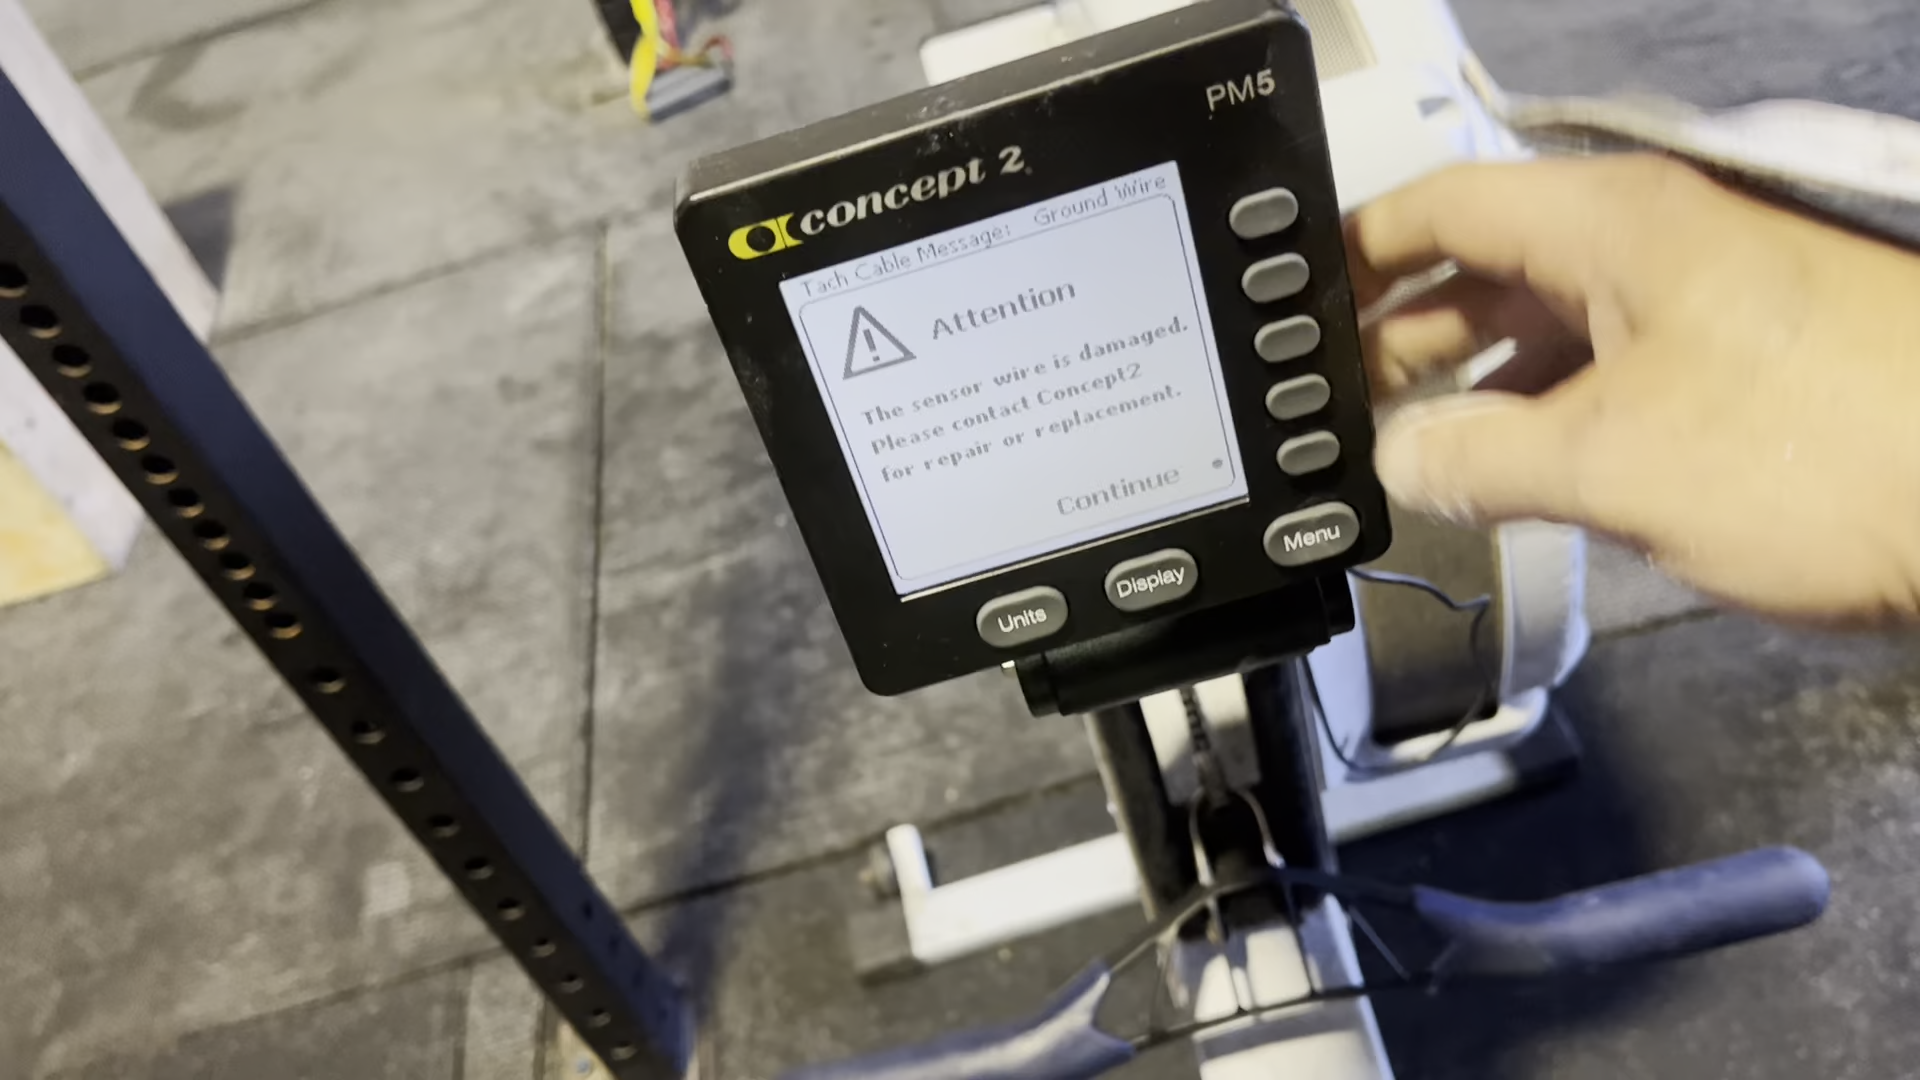 PM5
concept 2
Tach Cable Message: Ground Wire
Attention
The sensor wire is damaged.
Please contact Concept2
for repair or replacement.
Continue
Units
Display
Menu